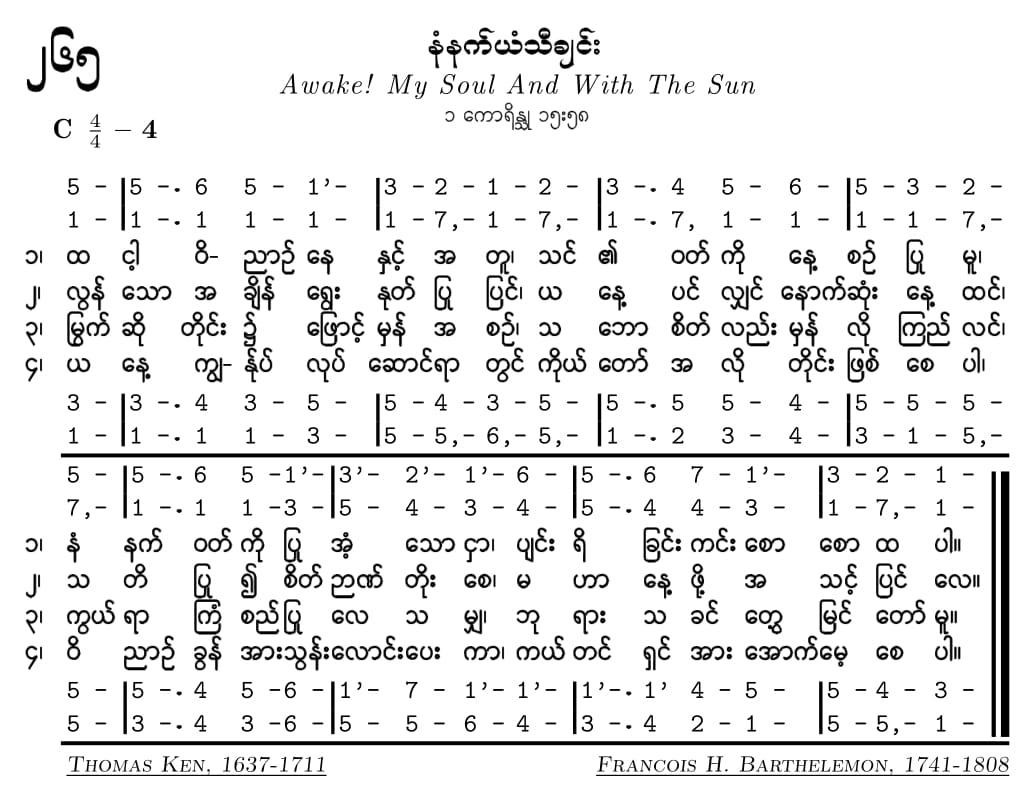 ၂၆၅
နံနက်ယံသီချင်း
Awake! My Soul And With The Sun
၁ ကောရိန္သု ၁၅:၅၈
C 4/4 – 4
5 – |5 –. 6 5 – 1’– |3 – 2 – 1 – 2 – |3 –. 4 5 – 6 – |5 – 3 – 2 –
1 – |1 –. 1 1 – 1 – |1 – 7,– 1 – 7,– |1 –. 7, 1 – 1 – |1 – 1 – 7,–
၁၊ ထ ငါ့ ဝိ– ညာဉ် နေ နှင့် အ တူ၊ သင် ၏ ဝတ် ကို နေ့ စဉ် ပြု မူ၊
၂၊ လွန် သော အ ချိန် ရွေး နုတ် ပြု ပြင်၊ ယ နေ့ ပင် လျှင် နောက်ဆုံး နေ့ ထင်၊
၃၊ မြွက် ဆို တိုင်း ၌ ဖြောင့် မှန် အ စဉ်၊ သ ဘော စိတ် လည်း မှန် လို ကြည် လင်၊
၄၊ ယ နေ့ ကျွ– န်ုပ် လုပ် ဆောင်ရာ တွင် ကိုယ် တော် အ လို တိုင်း ဖြစ် စေ ပါ၊
3 – |3 –. 4 3 – 5 – |5 – 4 – 3 – 5 – |5 –. 5 5 – 4 – |5 – 5 – 5 –
1 – |1 –. 1 1 – 3 – |5 – 5,– 6,– 5,– |1 –. 2 3 – 4 – |3 – 1 – 5,–
5 – |5 –. 6 5 –1’–|3’– 2’– 1’– 6 – |5 –. 6 7 – 1’– |3 – 2 – 1 –
7,– |1 –. 1 1 –3 –|5 – 4 – 3 – 4 – |5 –. 4 4 – 3 – |1 – 7,– 1 –
၁၊ နံ နက် ဝတ် ကို ပြု အံ့ သော ငှာ၊ ပျင်း ရိ ခြင်း ကင်း စော စော ထ ပါ။
၂၊ သ တိ ပြု ၍ စိတ် ဉာဏ် တိုး စေ၊ မ ဟာ နေ့ ဖို့ အ သင့် ပြင် လေ။
၃၊ ကွယ် ရာ ကြံ စည်ပြု လေ သ မျှ၊ ဘု ရား သ ခင် တွေ့ မြင် တော် မူ။
၄၊ ဝိ ညာဉ် ခွန် အားသွန်းလောင်းပေး ကာ၊ ကယ် တင် ရှင် အား အောက်မေ့ စေ ပါ။
5 – |5 –. 4 5 –6 –|1’– 7 – 1’– 1’– |1’–. 1’ 4 – 5 – |5 – 4 – 3 –
5 – |3 –. 4 3 –6 –|5 – 5 – 6 – 4 – |3 –. 4 2 – 1 – |5 – 5,– 1 –
Thomas Ken, 1637-1711
Francois H. Barthelemon, 1741-1808